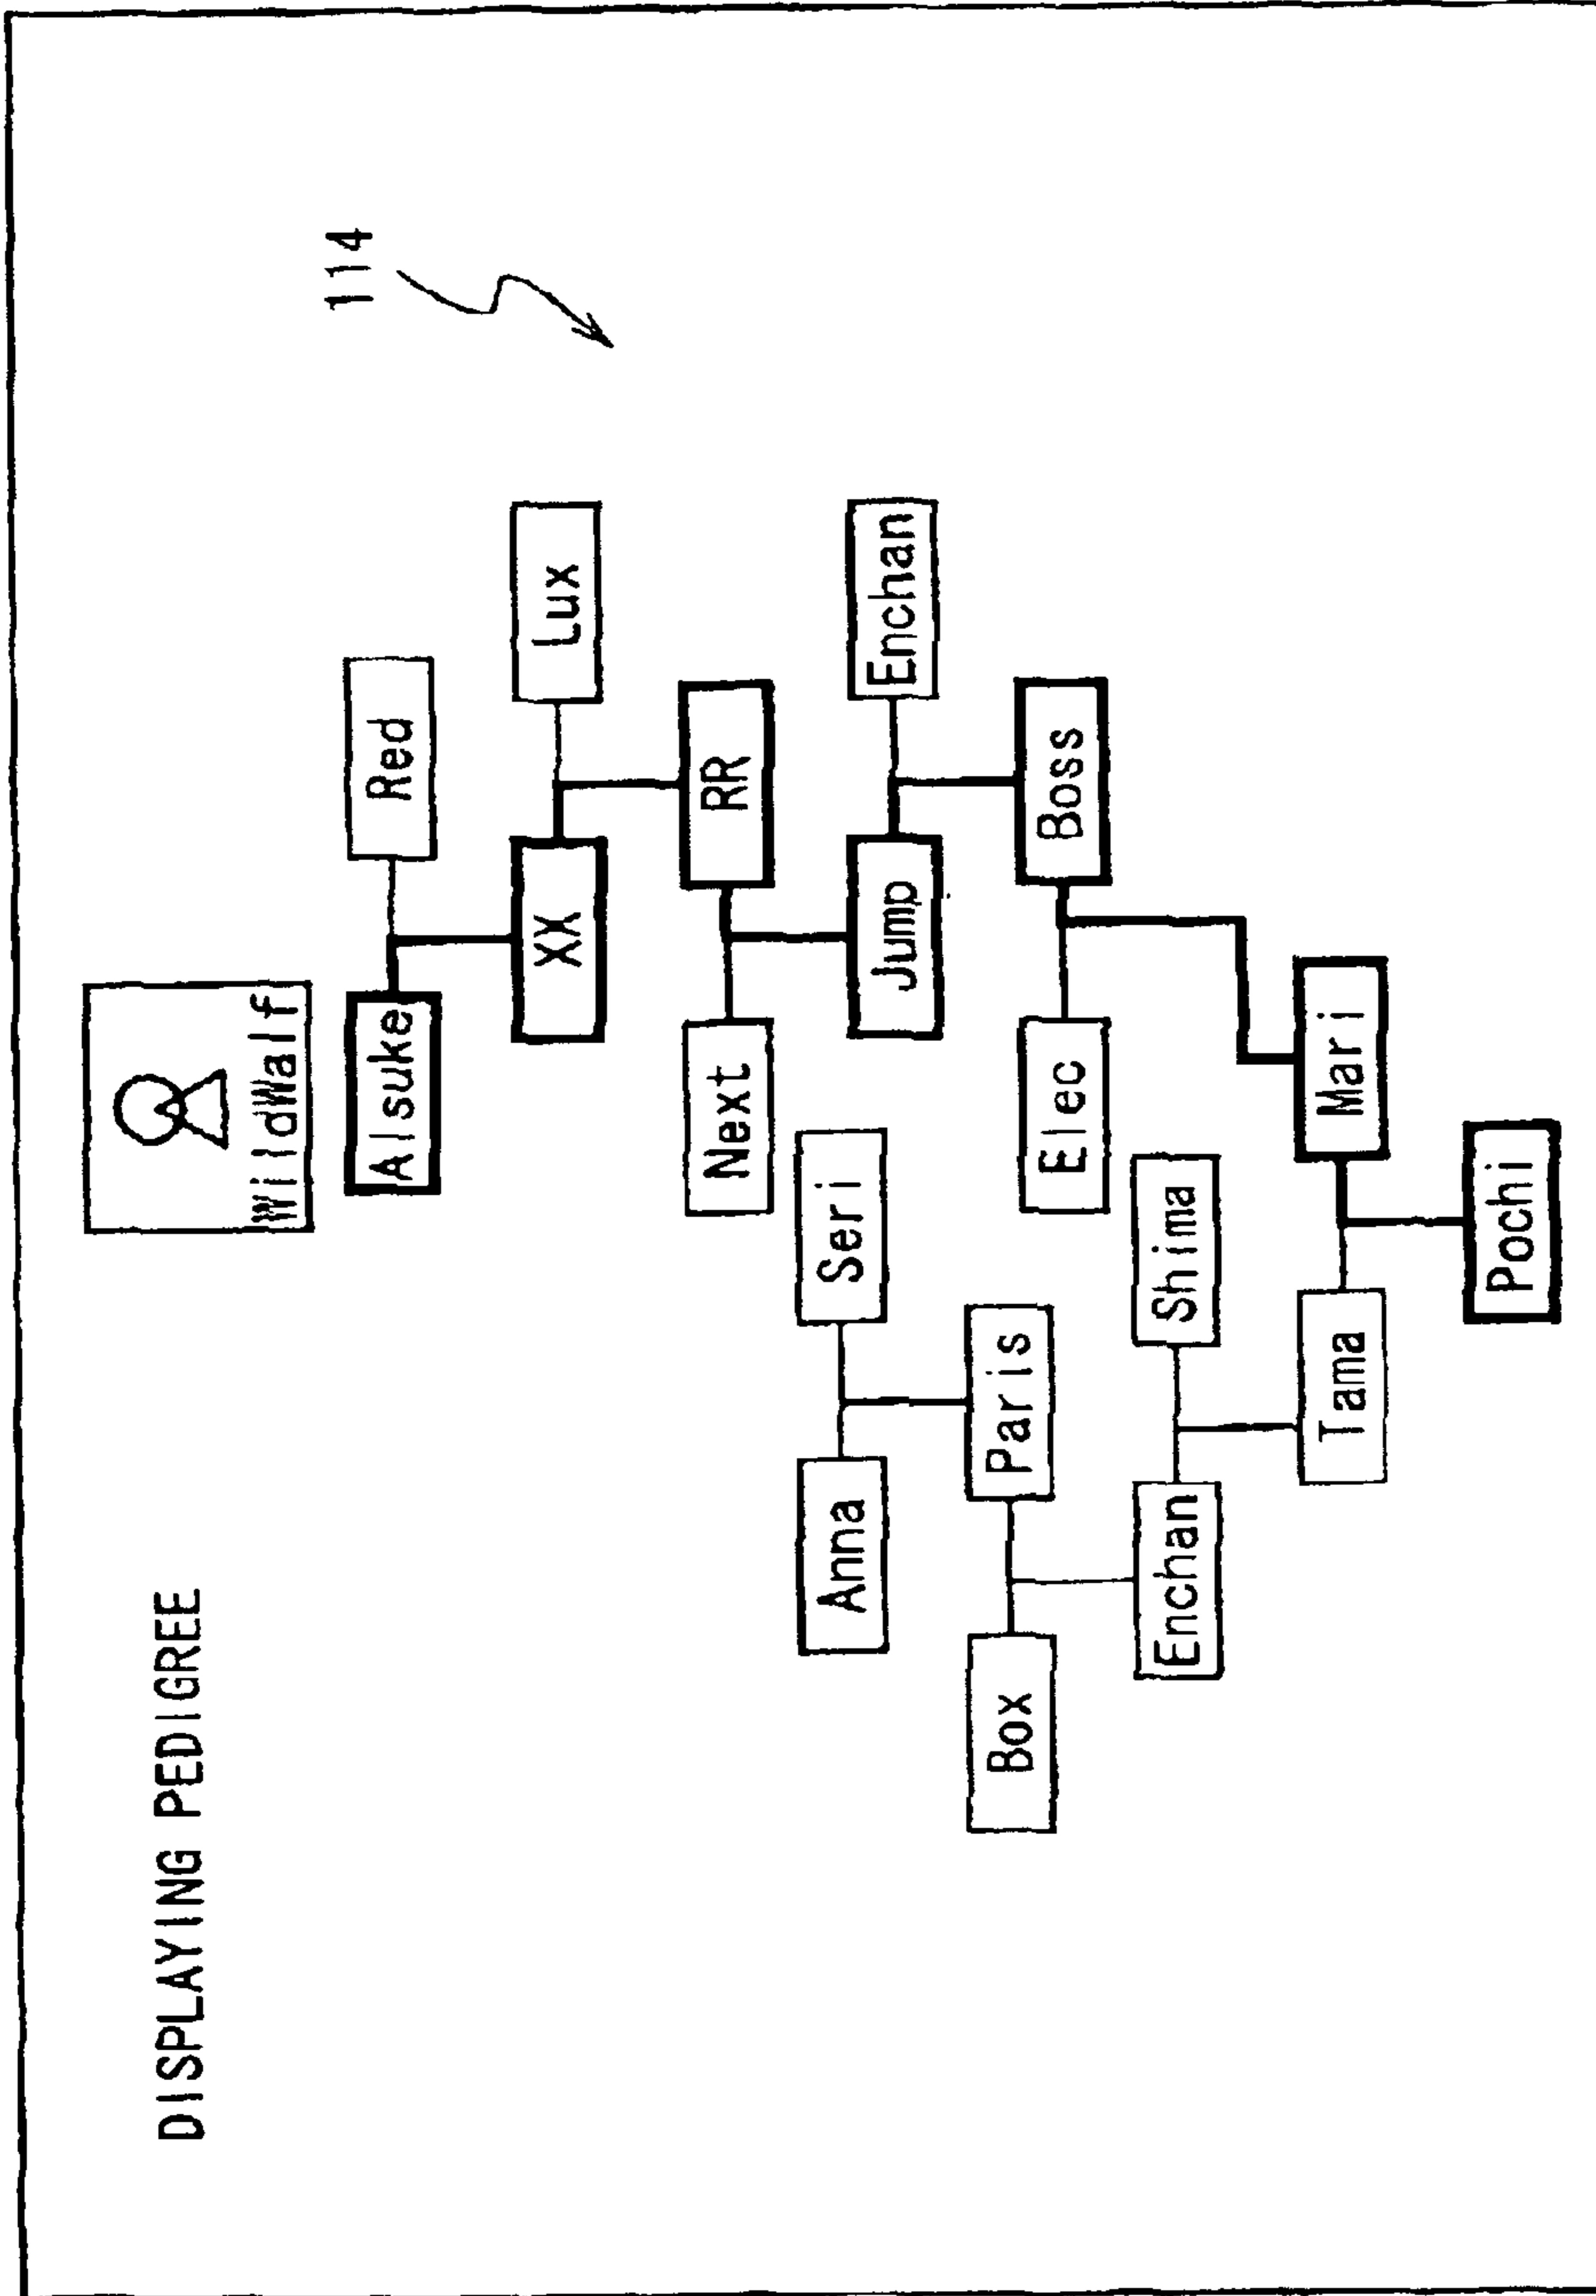 DISPLAYING PEDIGREE
WildWalf
114
Alsuke Red
XX Lux
Next RR
Anna Seri
Jump Enchan
Box Paris
Elec Boss
Enchan Shima
Tama Mari
Pochi